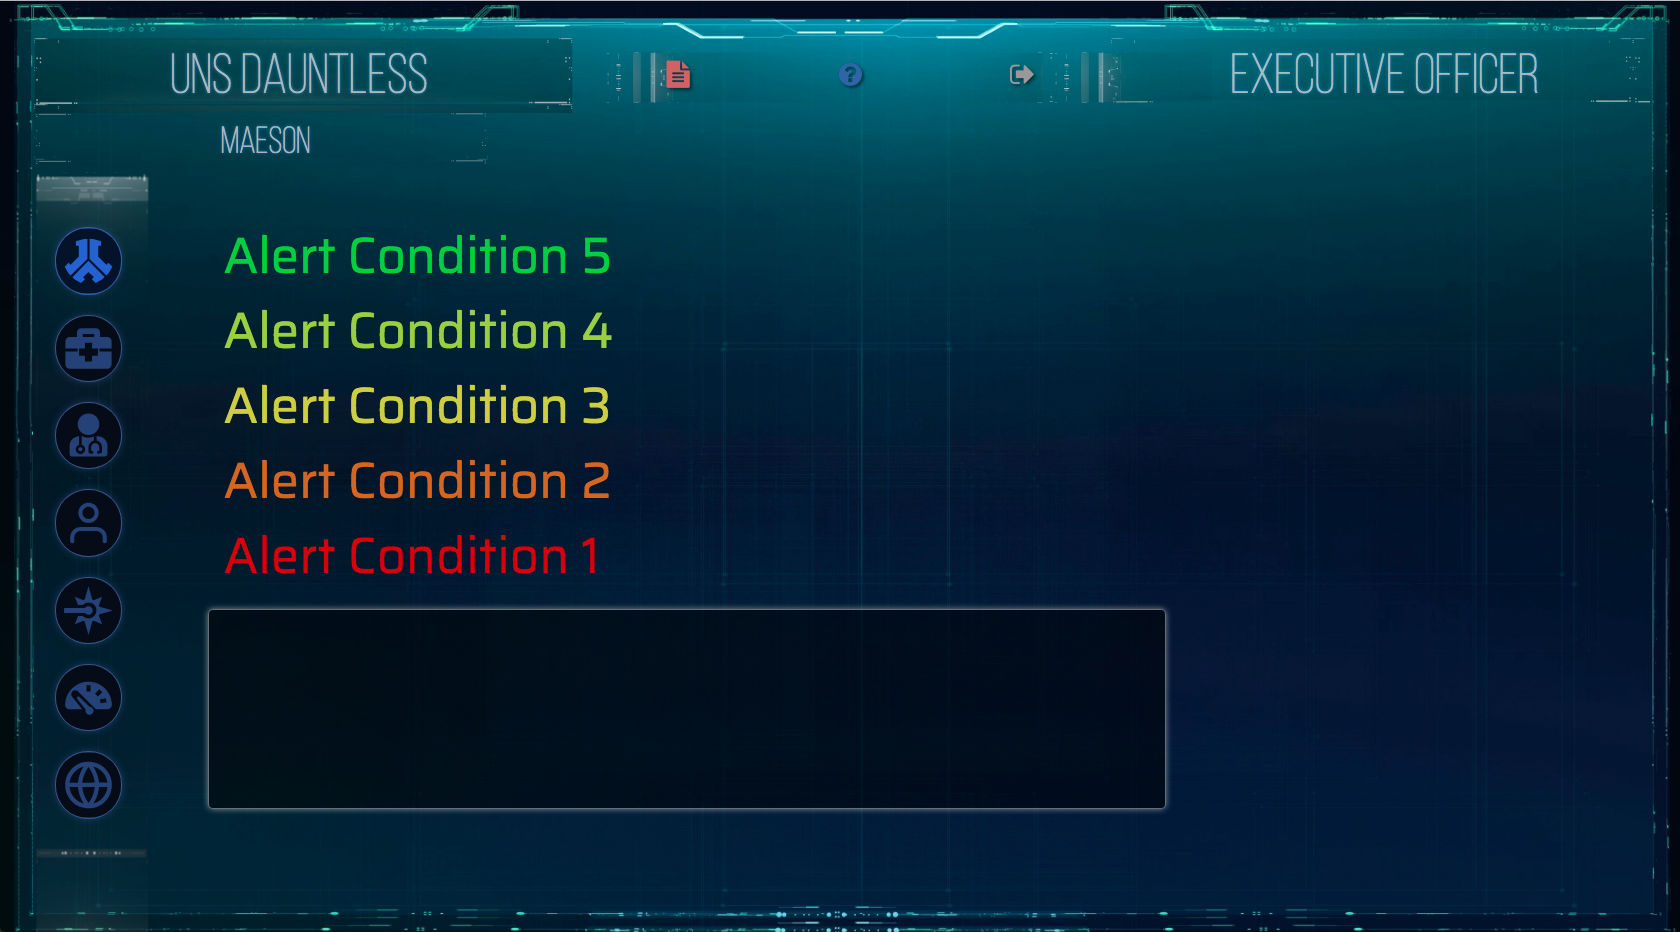 UNS DAUNTLESS
?
EXECUTIVE OFFICER
MAESON
Alert Condition 5
Alert Condition 4
Alert Condition 3
Alert Condition 2
Alert Condition 1